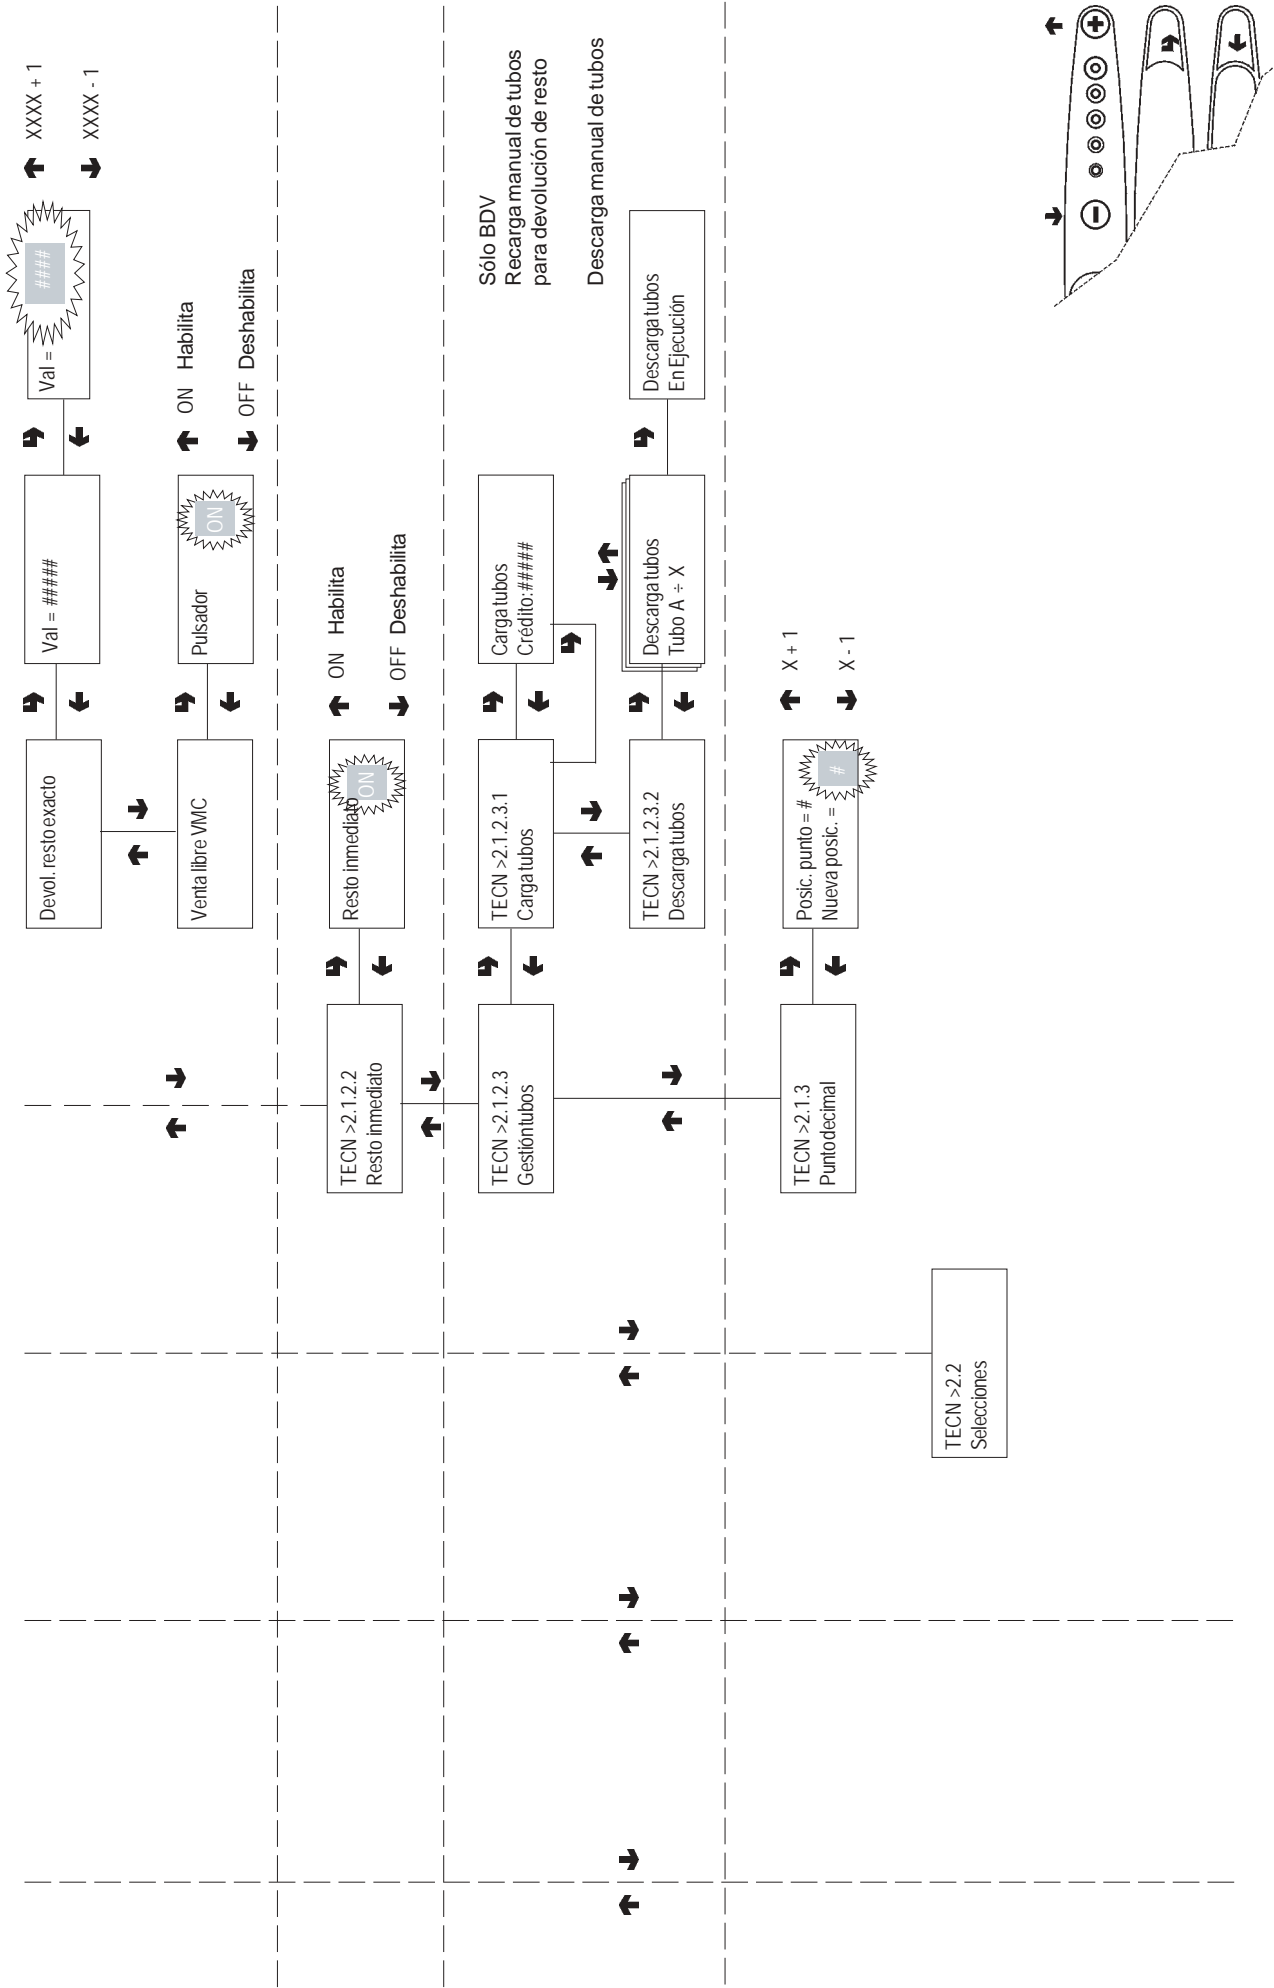 Devol. resto exacto
Val = #####
Val =
####
XXXX + 1
XXXX - 1
Venta libre VMC
Pulsador
ON
ON Habilita
OFF Deshabilita
TECN >2.1.2.2
Resto inmediato
Resto inmediato
ON
ON Habilita
OFF Deshabilita
TECN >2.1.2.3
Gestión tubos
TECN >2.1.2.3.1
Carga tubos
Carga tubos
Crédito: #####
Sólo BDV
Recarga manual de tubos
para devolución de resto
TECN >2.1.2.3.2
Descarga tubos
Descarga tubos
Tubo A ÷ X
Descarga tubos
En Ejecución
Descarga manual de tubos
TECN >2.1.3
Punto decimal
Posic. punto = #
Nueva posic. =
#
X + 1
X - 1
TECN >2.2
Selecciones